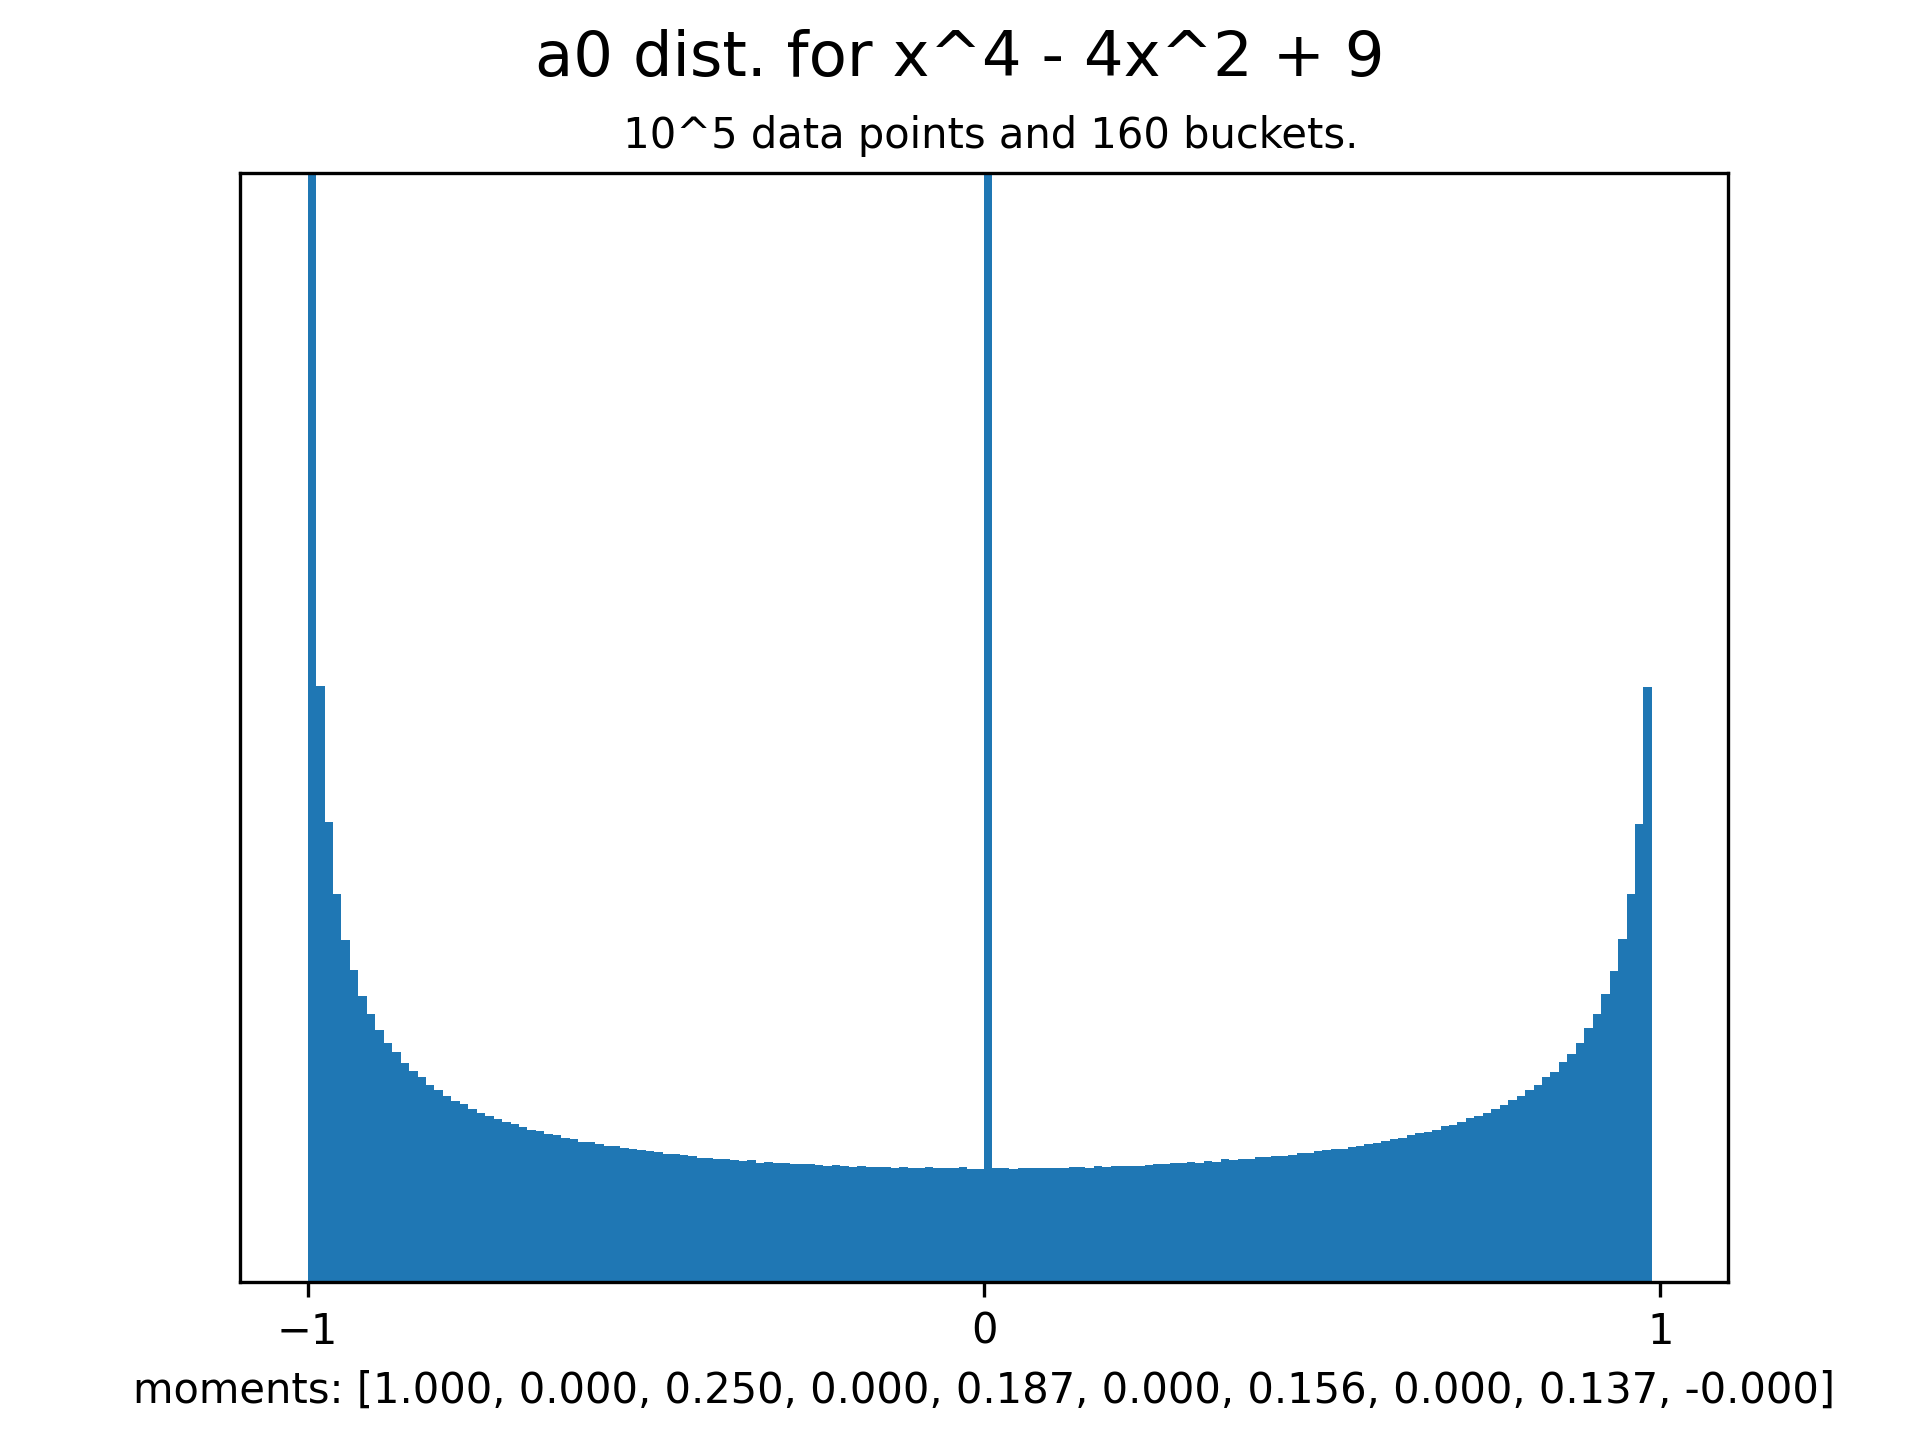 a0 dist. for x^4 - 4x^2 + 9
10^5 data points and 160 buckets.
−1 0 1
moments: [1.000, 0.000, 0.250, 0.000, 0.187, 0.000, 0.156, 0.000, 0.137, -0.000]